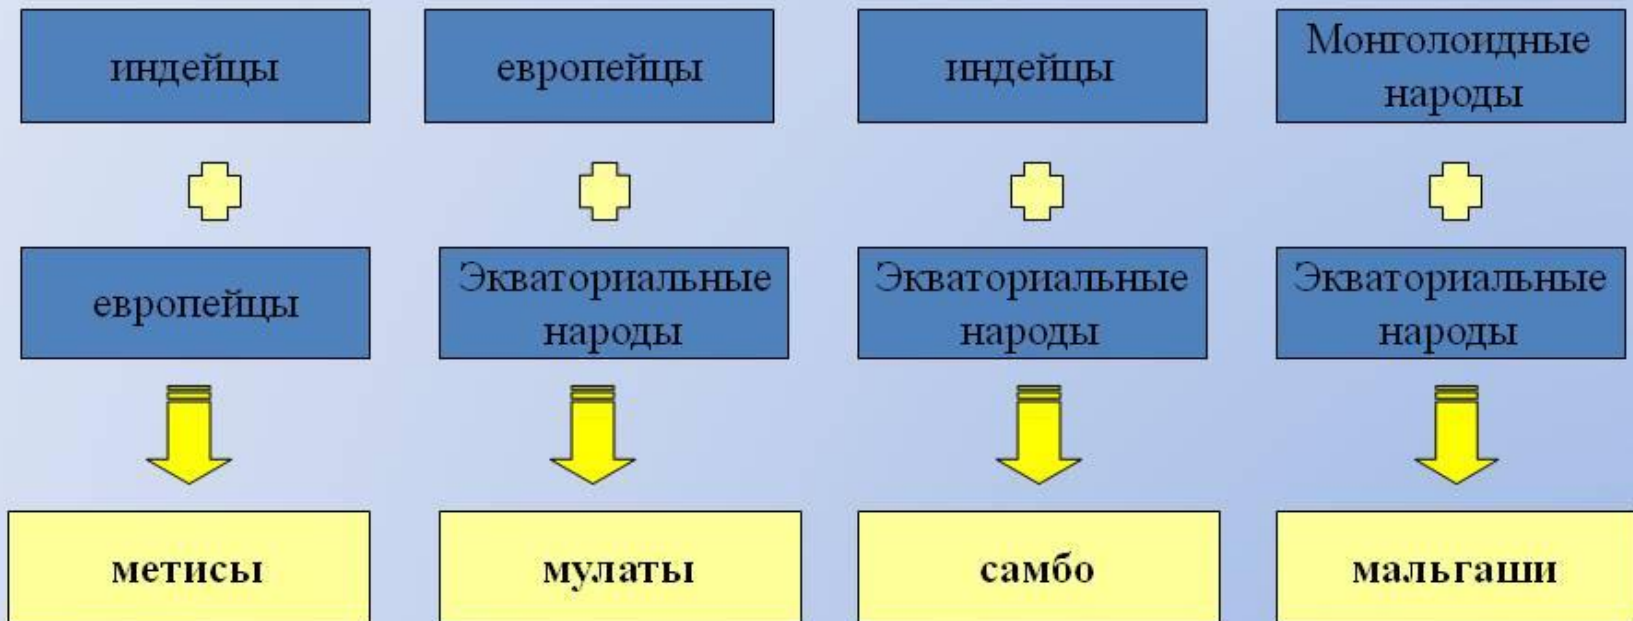 индейцы
европейцы
индейцы
Монголоидные
народы
европейцы
Экваториальные
народы
Экваториальные
народы
Экваториальные
народы
метисы
мулаты
самбо
мальгаши